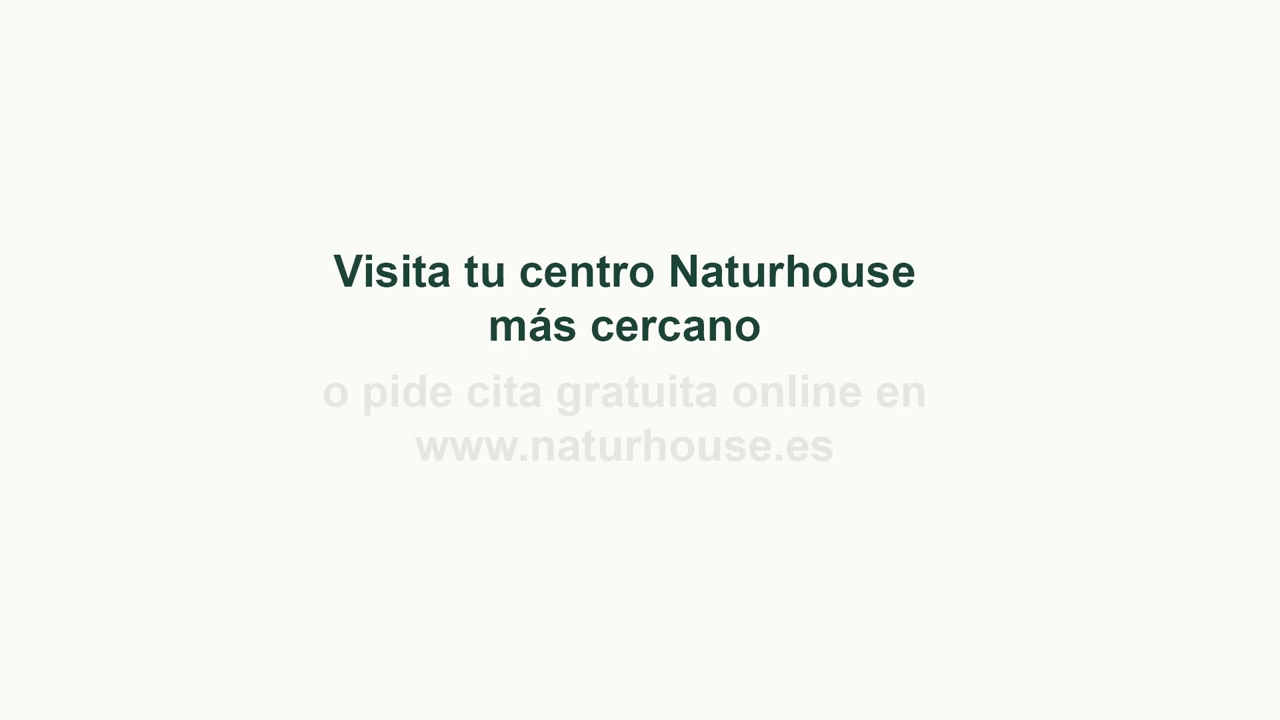 Visita tu centro Naturhouse
más cercano
o pide cita gratuita online en
www.naturhouse.es